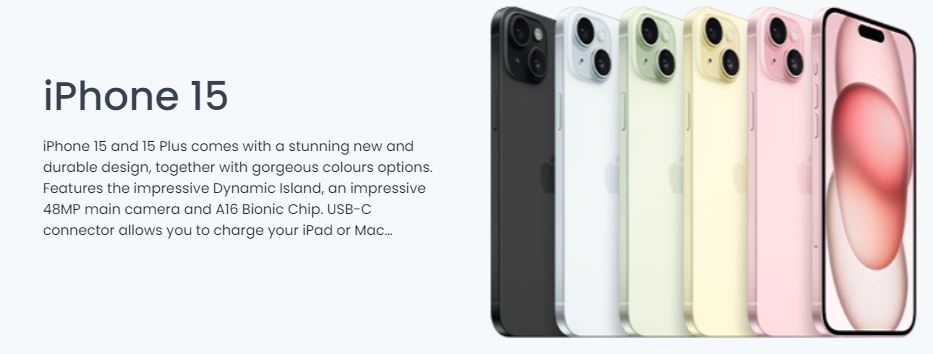 iPhone 15
iPhone 15 and 15 Plus comes with a stunning new and
durable design, together with gorgeous colours options.
Features the impressive Dynamic Island, an impressive
48MP main camera and A16 Bionic Chip. USB-C
connector allows you to charge your iPad or Mac...